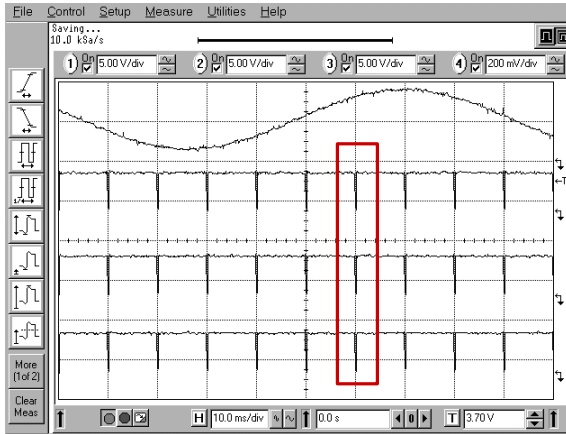 File Control Setup Measure Utilities Help
Saving...
10.0 kSa/s
1 On 5.00 V/div 2 On 5.00 V/div 3 On 5.00 V/div 4 On 200 mV/div
T
More
(1of 2)
Clear
Meas
H 10.0 ms/div 0.0 s 0 T 3.70 V